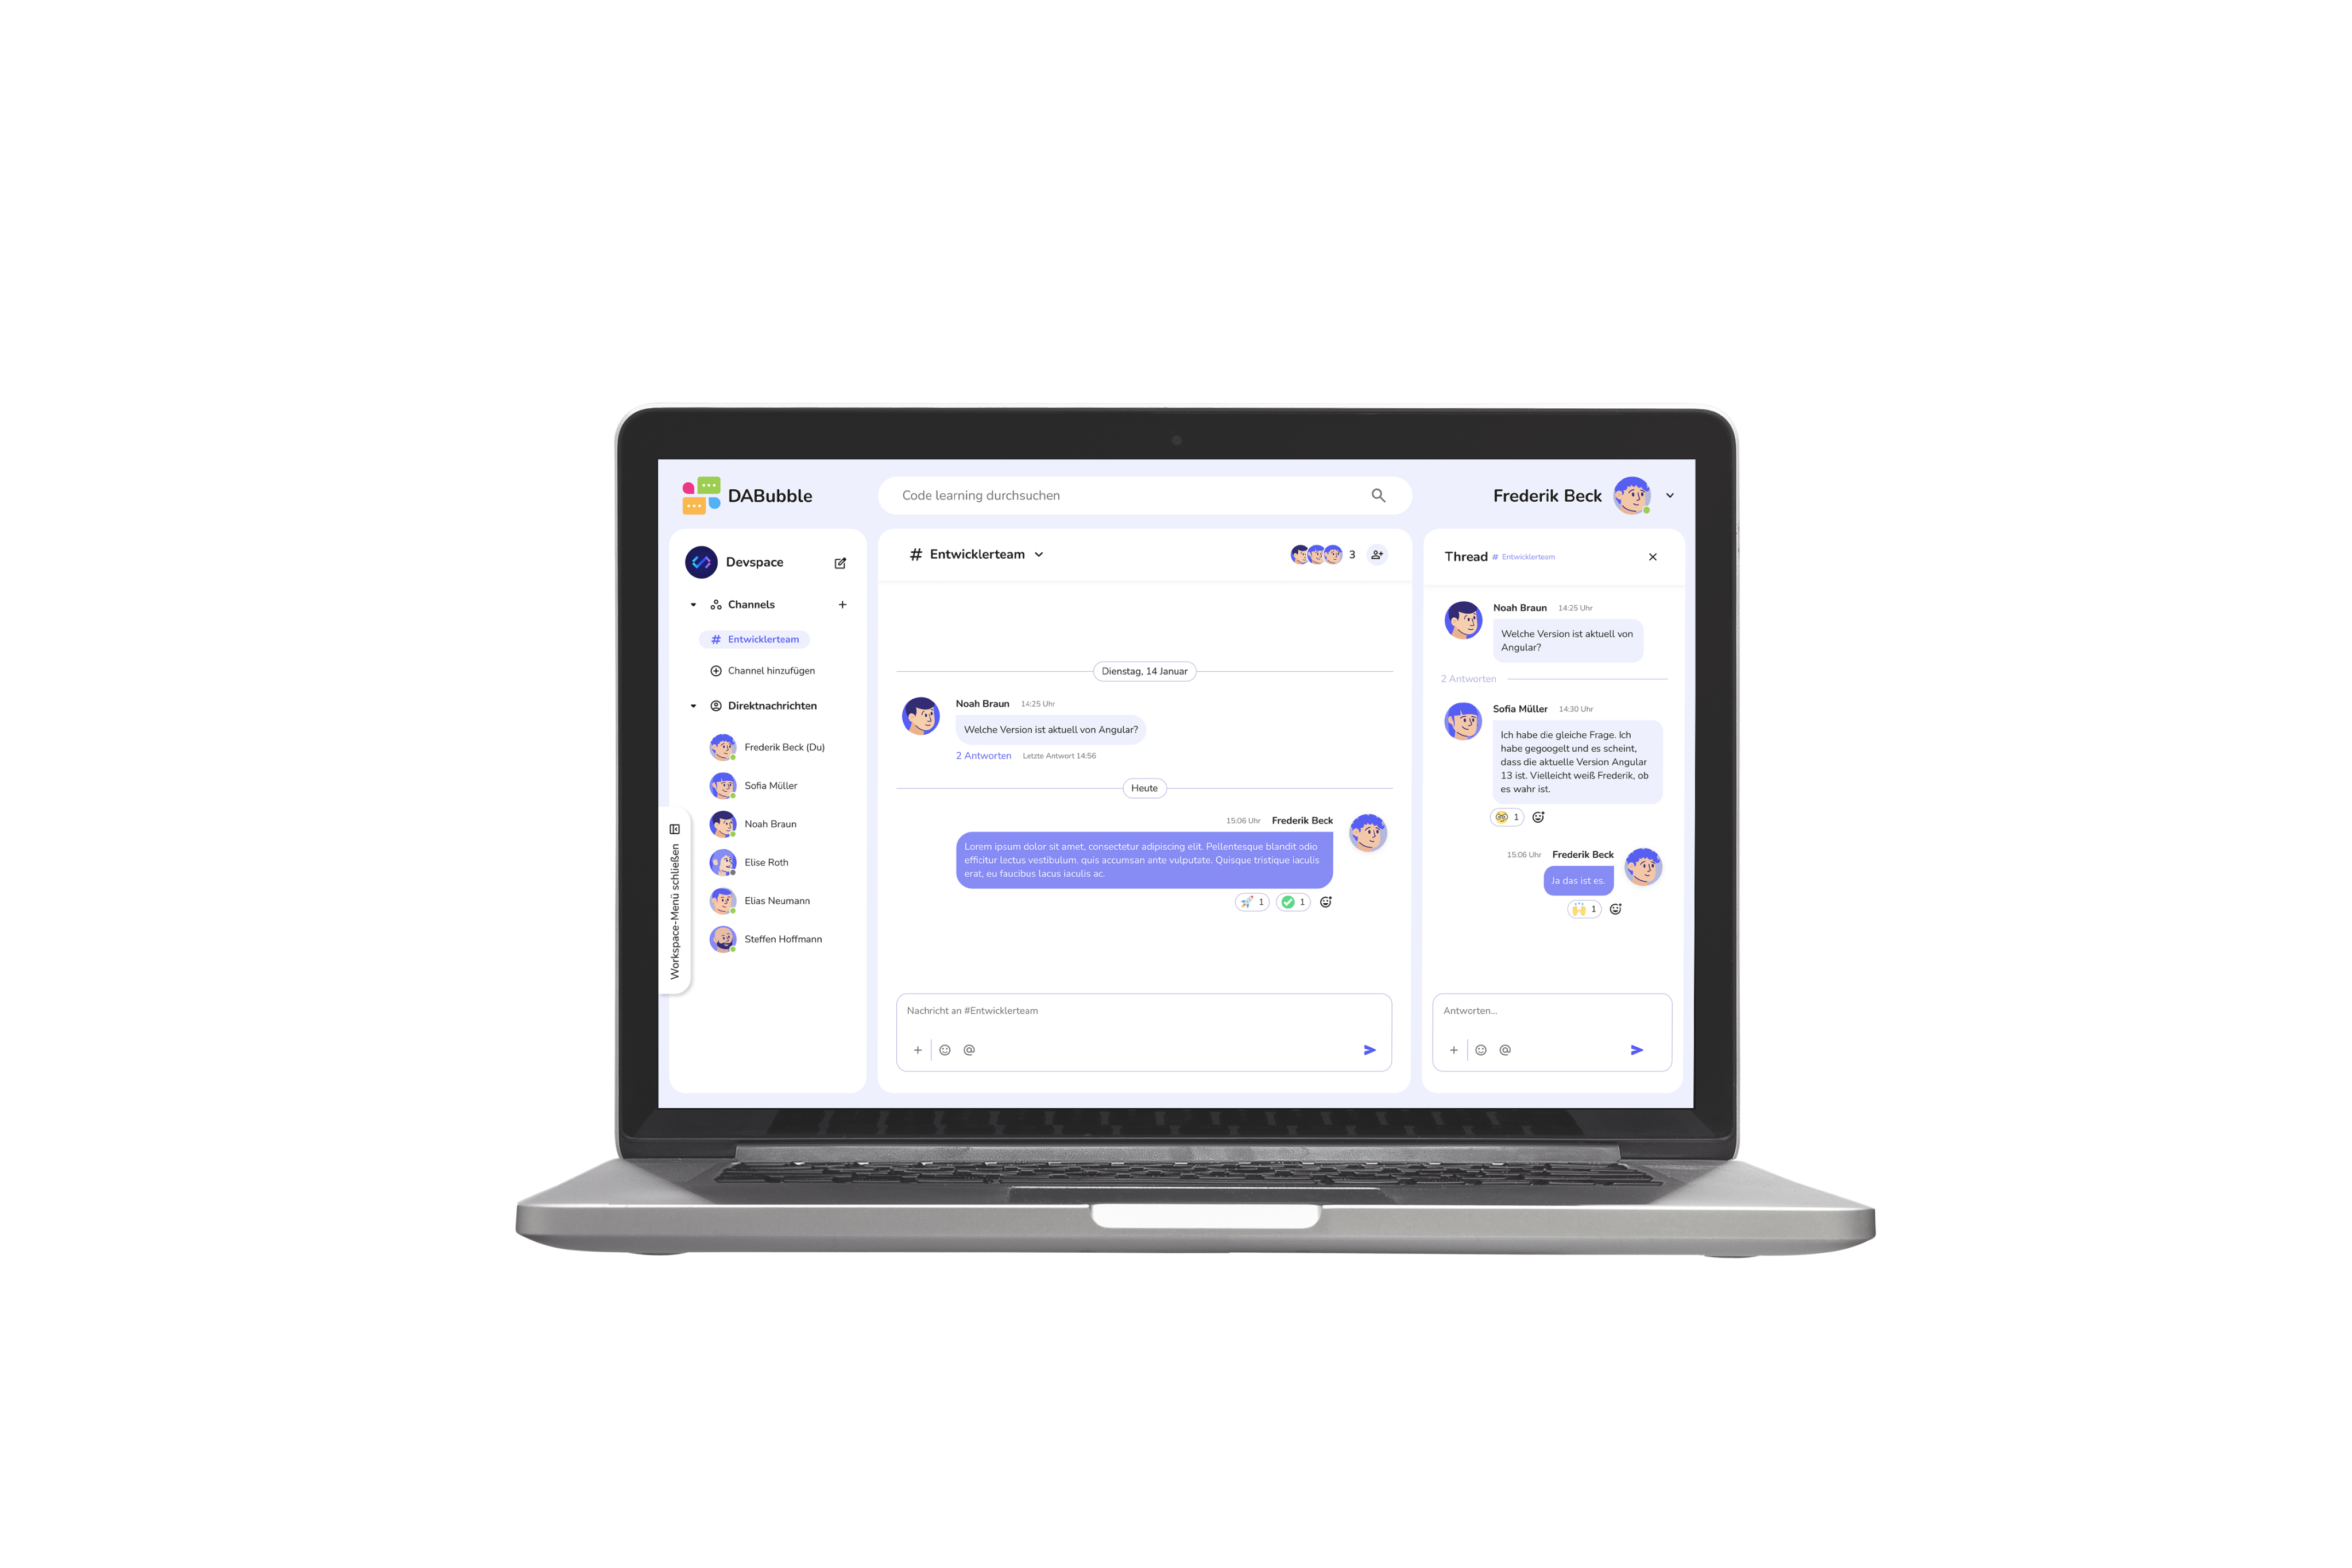 DABubble
Code learning durchsuchen
Frederik Beck
Devspace
Channels
# Entwicklerteam
Channel hinzufügen
Direktnachrichten
Frederik Beck (Du)
Sofia Müller
Noah Braun
Elise Roth
Elias Neumann
Steffen Hoffmann
Workspace-Menü schließen
# Entwicklerteam
3
Dienstag, 14 Januar
Noah Braun 14:25 Uhr
Welche Version ist aktuell von Angular?
2 Antworten Letzte Antwort 14:56
Heute
15:06 Uhr Frederik Beck
Lorem ipsum dolor sit amet, consectetur adipiscing elit. Pellentesque blandit odio
efficitur lectus vestibulum, quis accumsan ante vulputate. Quisque tristique iaculis
erat, eu faucibus lacus iaculis ac.
1 1
Nachricht an #Entwicklerteam
+ @
Thread # Entwicklerteam
Noah Braun 14:25 Uhr
Welche Version ist aktuell von
Angular?
2 Antworten
Sofia Müller 14:30 Uhr
Ich habe die gleiche Frage. Ich
habe gegoogelt und es scheint,
dass die aktuelle Version Angular
13 ist. Vielleicht weiß Frederik, ob
es wahr ist.
1
15:06 Uhr Frederik Beck
Ja das ist es.
1
Antworten...
+ @